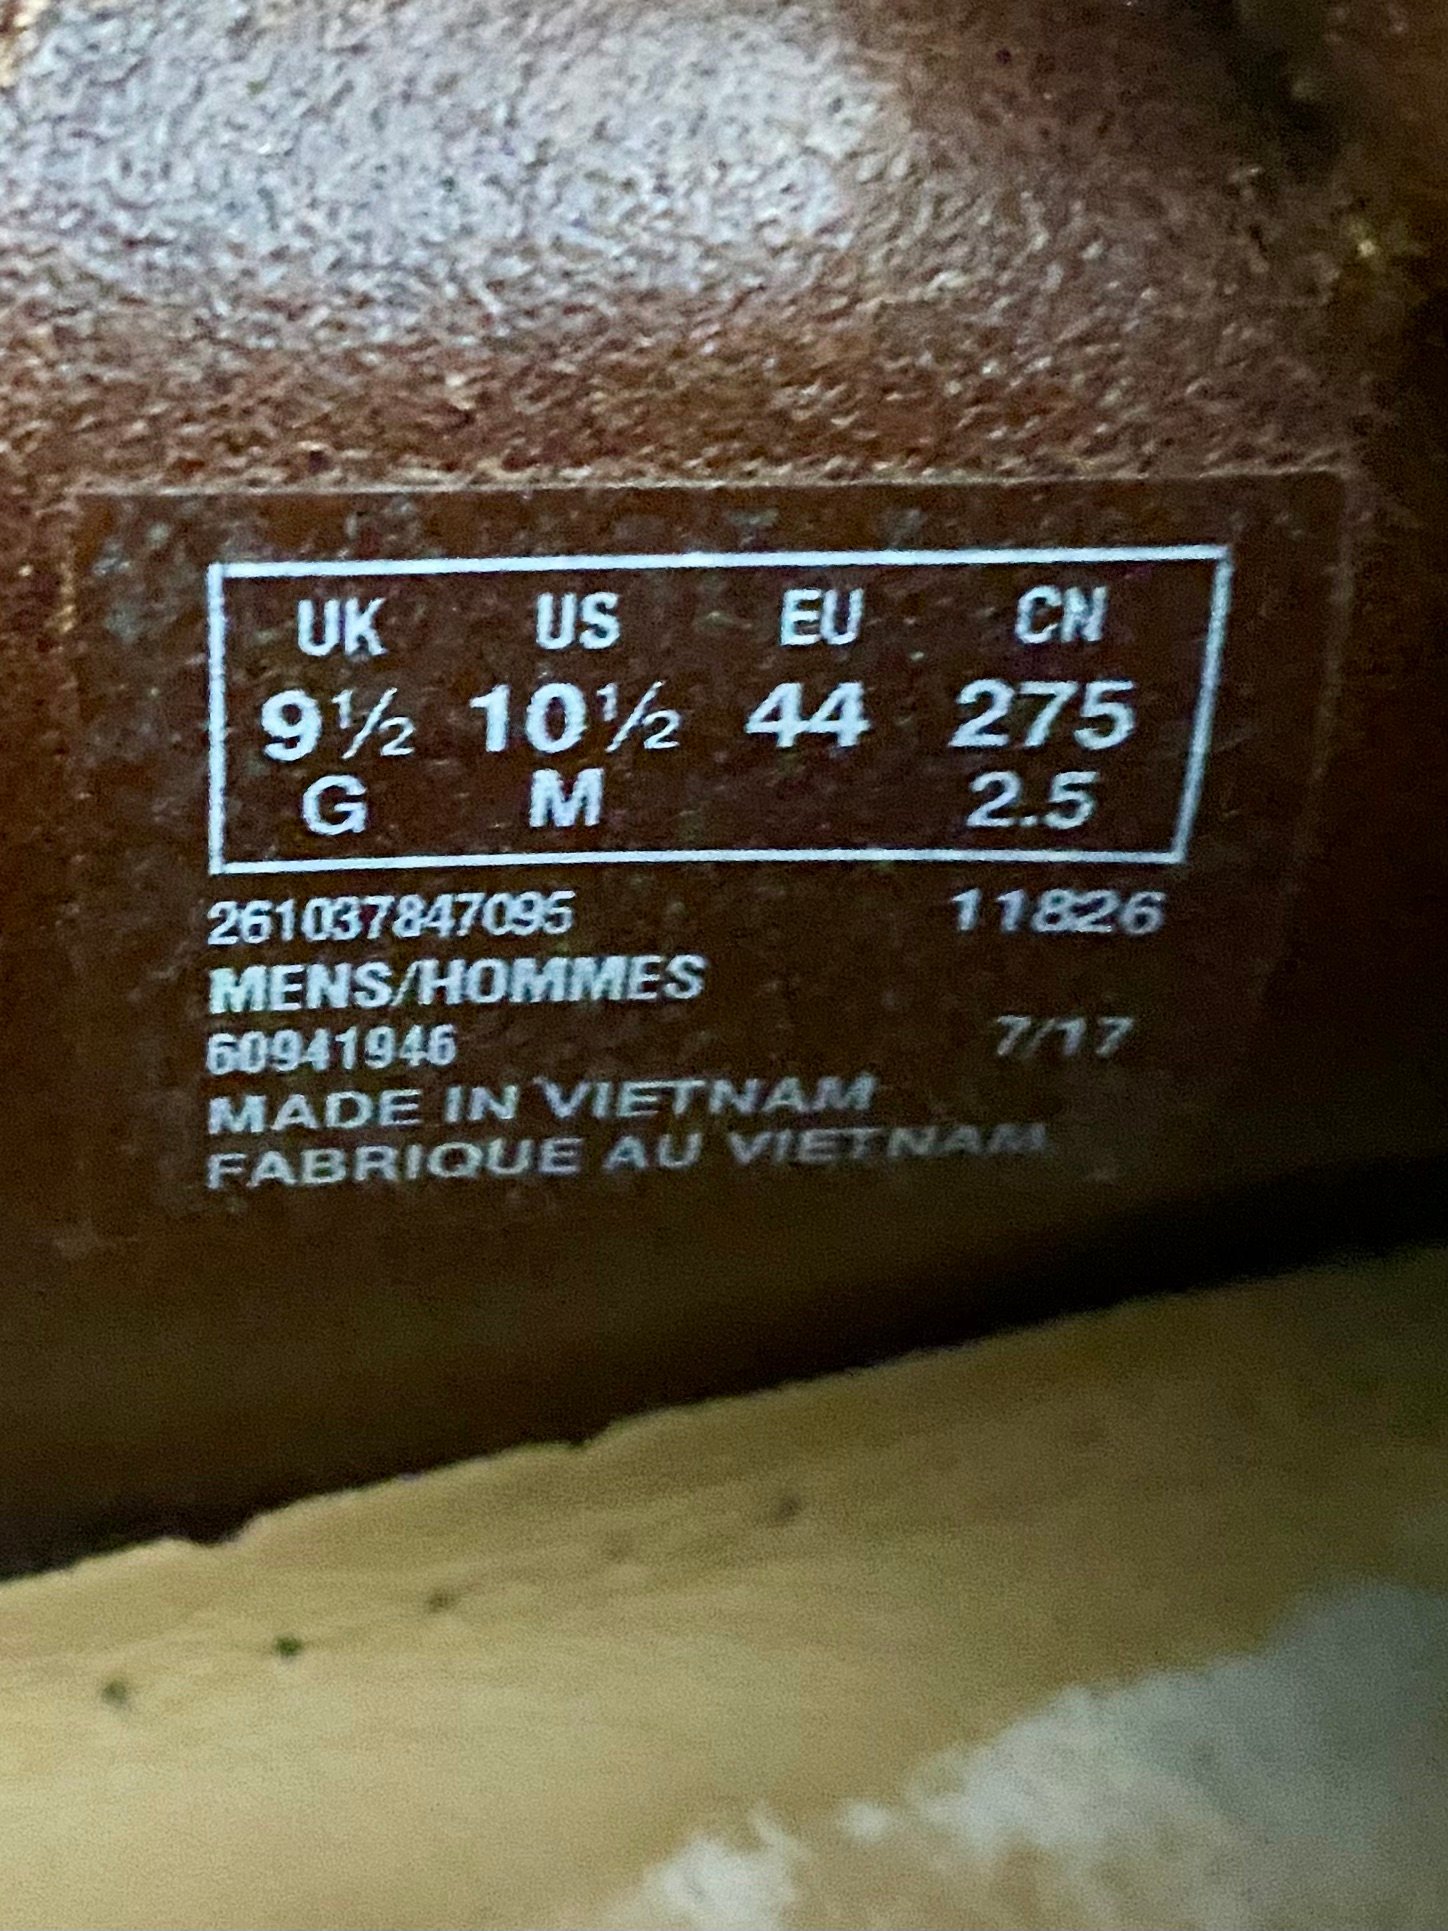 UK US EU CN
9½ 10½ 44 275
G M 2.5
261037847095 11826
MENS/HOMMES
60941946 7/17
MADE IN VIETNAM
FABRIQUE AU VIETNAM